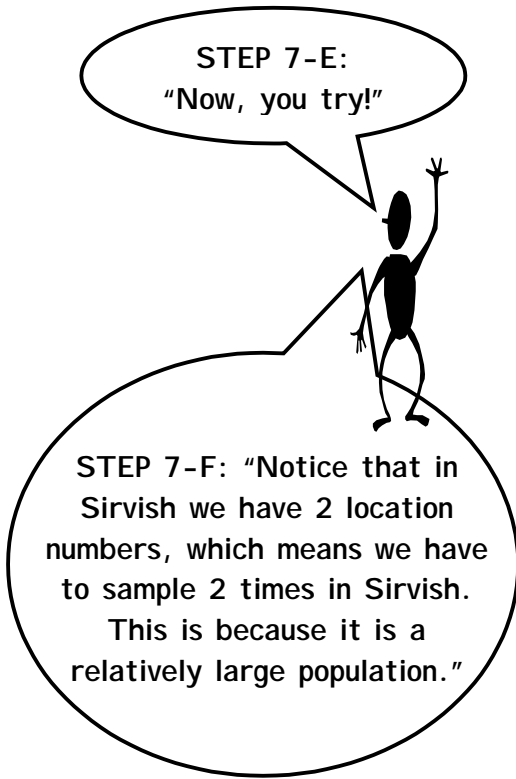 STEP 7-E:
“Now, you try!”
STEP 7-F: “Notice that in
Sirvish we have 2 location
numbers, which means we have
to sample 2 times in Sirvish.
This is because it is a
relatively large population.”